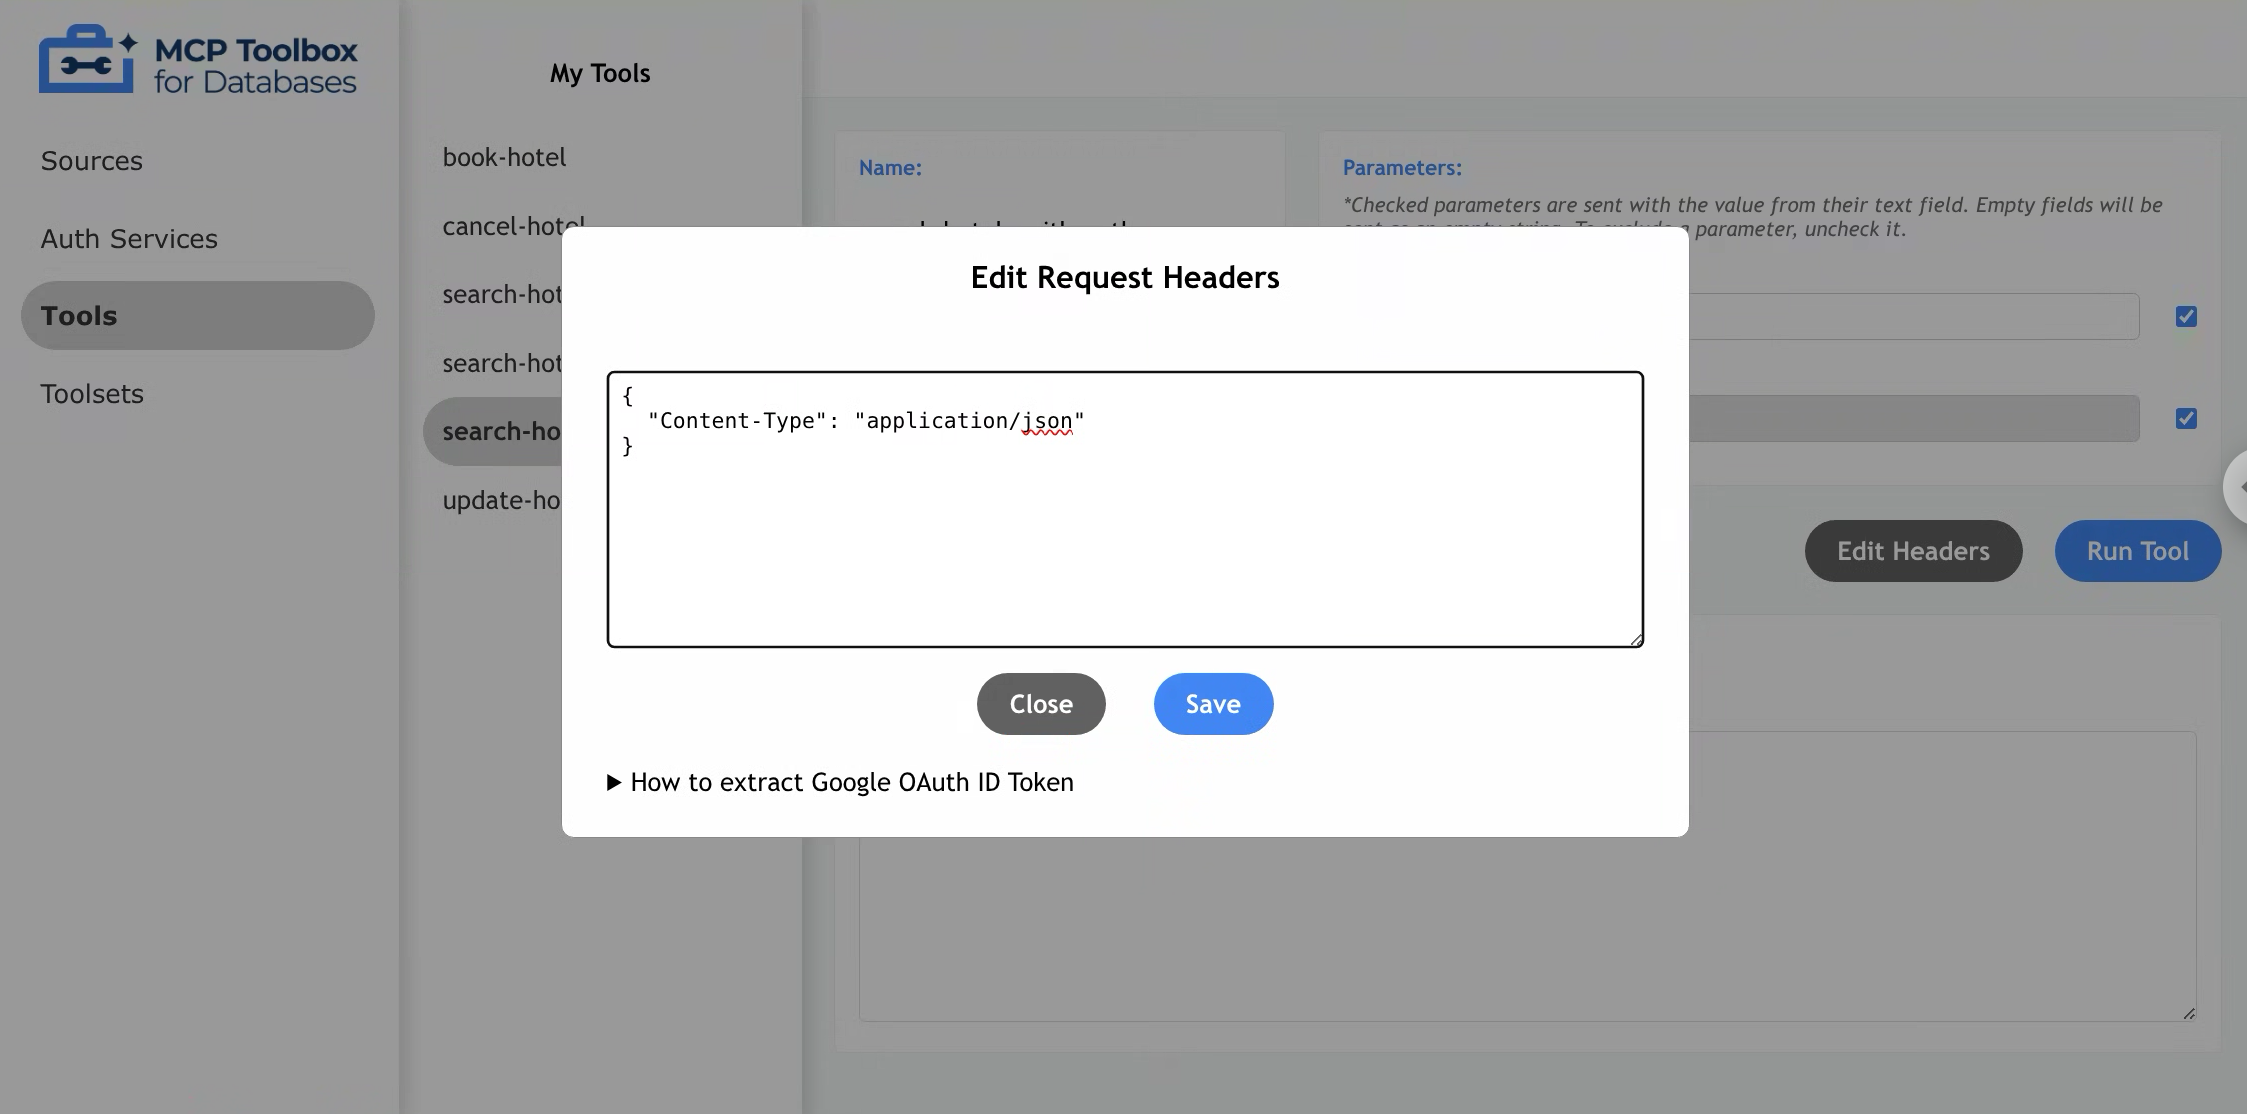 MCP Toolbox
for Databases
Sources
Auth Services
Tools
Toolsets
My Tools
book-hotel
cancel-hotel
search-hot
search-hot
search-ho
update-ho
Name:
Parameters:
*Checked parameters are sent with the value from their text field. Empty fields will be
a parameter, uncheck it.
Edit Headers
Run Tool
Edit Request Headers
{
"Content-Type": "application/json"
}
Close
Save
▶ How to extract Google OAuth ID Token